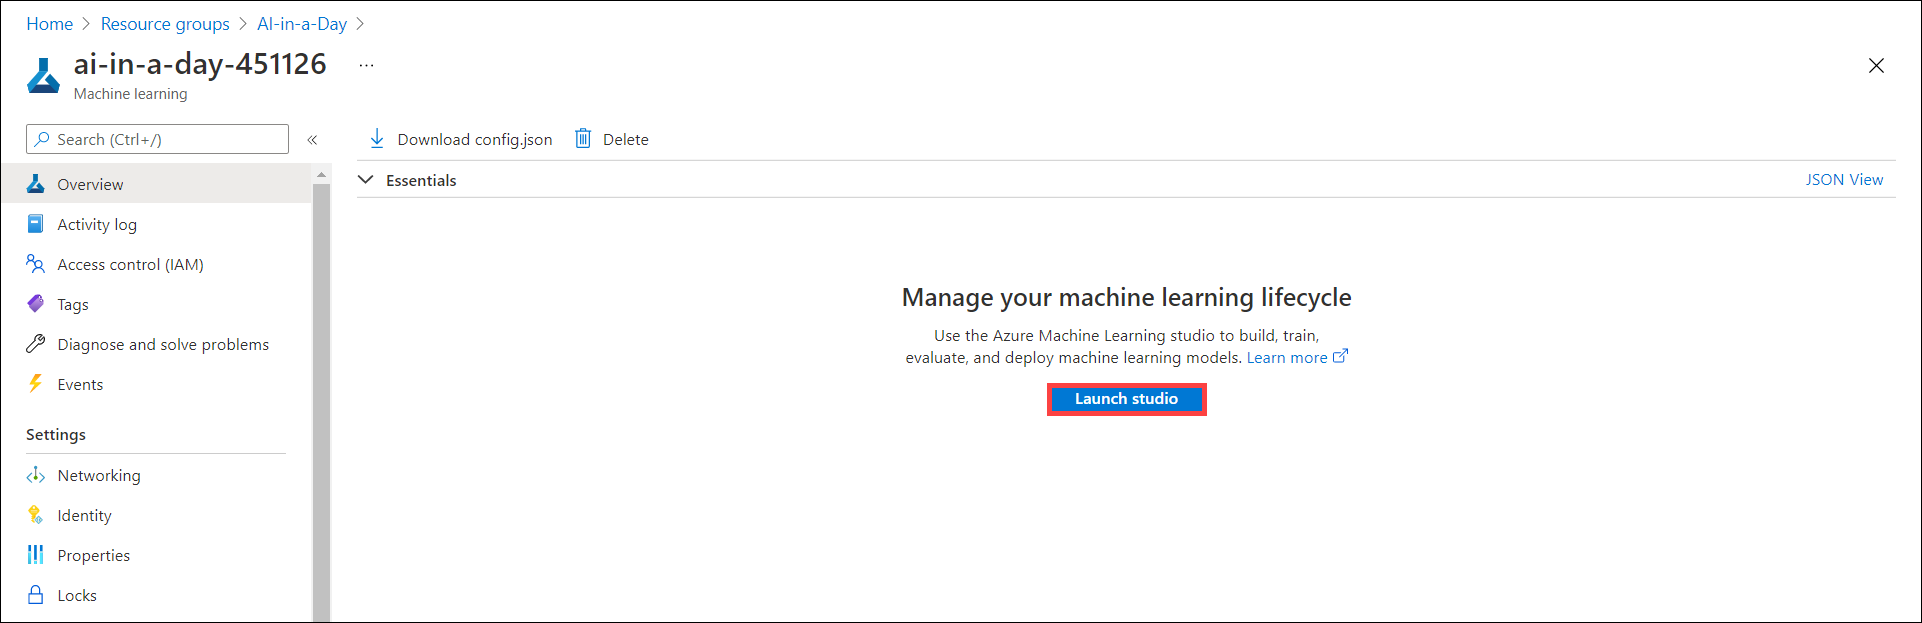 Home > Resource groups > AI-in-a-Day >
ai-in-a-day-451126 ...
Machine learning
Search (Ctrl+/) «
Download config.json Delete
Overview
Essentials JSON View
Activity log
Access control (IAM)
Tags
Diagnose and solve problems
Events
Manage your machine learning lifecycle
Use the Azure Machine Learning studio to build, train,
evaluate, and deploy machine learning models. Learn more
Launch studio
Settings
Networking
Identity
Properties
Locks